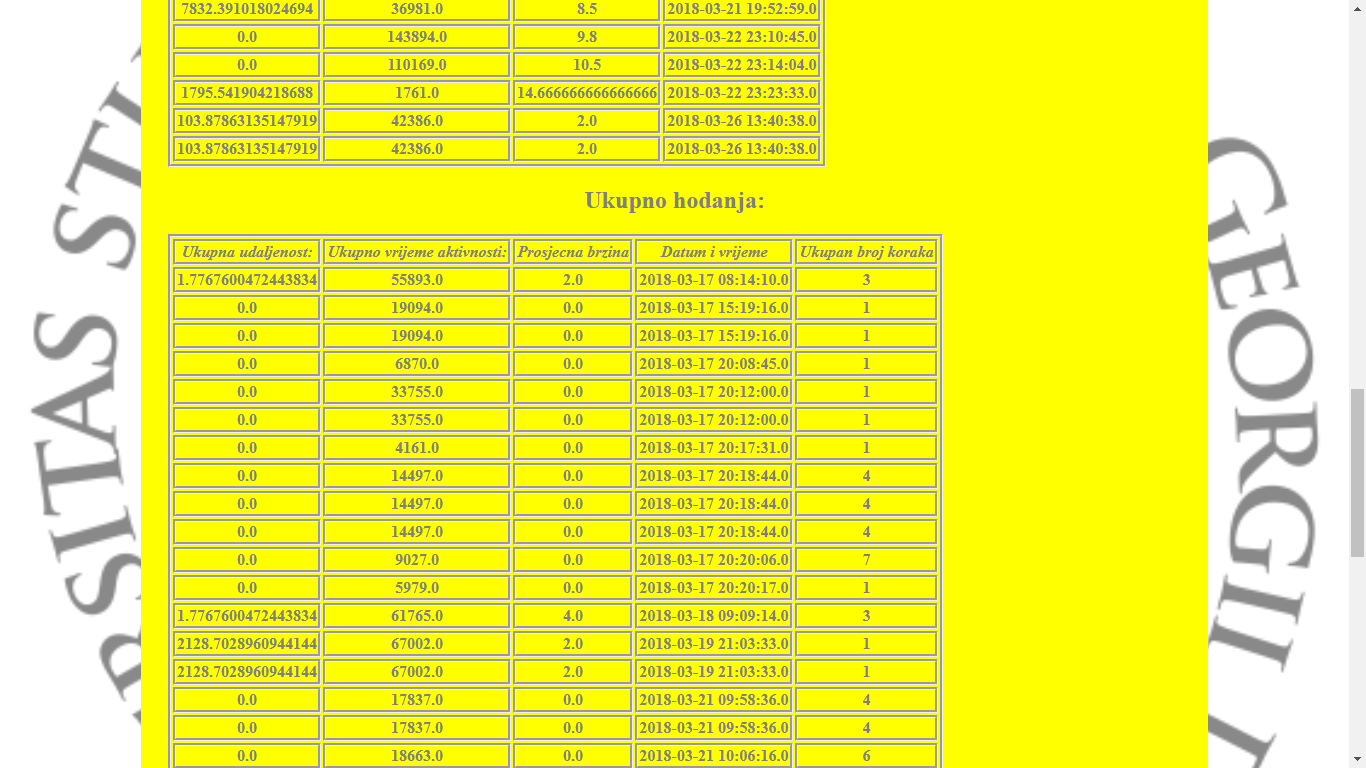 7832.391018024694 36981.0 8.5 2018-03-21 19:52:59.0
0.0 143894.0 9.8 2018-03-22 23:10:45.0
0.0 110169.0 10.5 2018-03-22 23:14:04.0
1795.541904218688 1761.0 14.666666666666666 2018-03-22 23:23:33.0
103.87863135147919 42386.0 2.0 2018-03-26 13:40:38.0
103.87863135147919 42386.0 2.0 2018-03-26 13:40:38.0
Ukupno hodanja:
Ukupna udaljenost: Ukupno vrijeme aktivnosti: Prosjecna brzina Datum i vrijeme Ukupan broj koraka
1.7767600472443834 55893.0 2.0 2018-03-17 08:14:10.0 3
0.0 19094.0 0.0 2018-03-17 15:19:16.0 1
0.0 19094.0 0.0 2018-03-17 15:19:16.0 1
0.0 6870.0 0.0 2018-03-17 20:08:45.0 1
0.0 33755.0 0.0 2018-03-17 20:12:00.0 1
0.0 33755.0 0.0 2018-03-17 20:12:00.0 1
0.0 4161.0 0.0 2018-03-17 20:17:31.0 1
0.0 14497.0 0.0 2018-03-17 20:18:44.0 4
0.0 14497.0 0.0 2018-03-17 20:18:44.0 4
0.0 14497.0 0.0 2018-03-17 20:18:44.0 4
0.0 9027.0 0.0 2018-03-17 20:20:06.0 7
0.0 5979.0 0.0 2018-03-17 20:20:17.0 1
1.7767600472443834 61765.0 4.0 2018-03-18 09:09:14.0 3
2128.7028960944144 67002.0 2.0 2018-03-19 21:03:33.0 1
2128.7028960944144 67002.0 2.0 2018-03-19 21:03:33.0 1
0.0 17837.0 0.0 2018-03-21 09:58:36.0 4
0.0 17837.0 0.0 2018-03-21 09:58:36.0 4
0.0 18663.0 0.0 2018-03-21 10:06:16.0 6
RSITAS STU
GEORGII